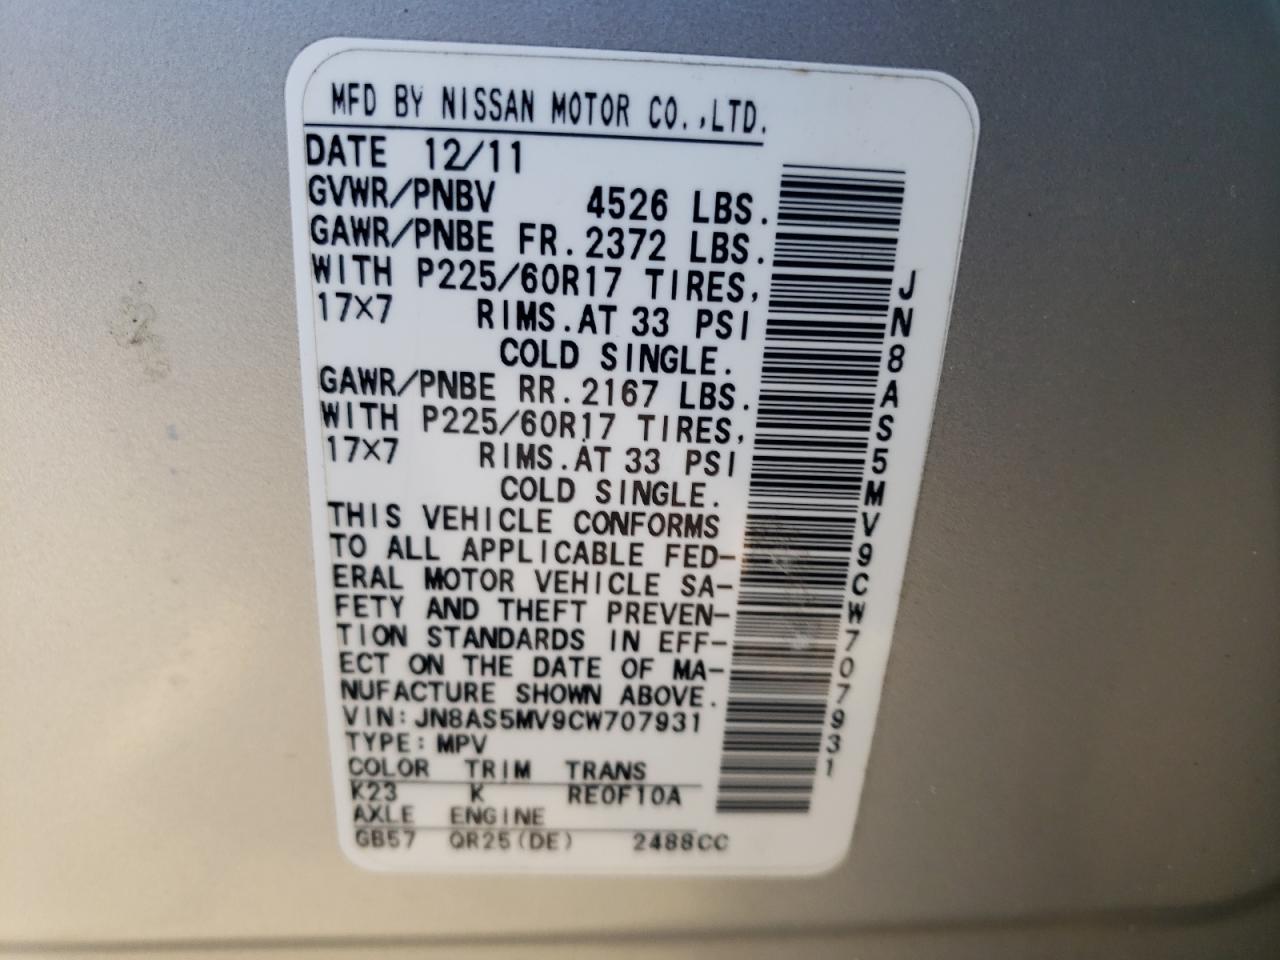 MFD BY NISSAN MOTOR CO.,LTD.
DATE 12/11
GVWR/PNBV 4526 LBS.
GAWR/PNBE FR.2372 LBS.
WITH P225/60R17 TIRES,
17X7 RIMS.AT 33 PSI
COLD SINGLE.
GAWR/PNBE RR.2167 LBS.
WITH P225/60R17 TIRES,
17X7 RIMS.AT 33 PSI
COLD SINGLE.
THIS VEHICLE CONFORMS
TO ALL APPLICABLE FED-
ERAL MOTOR VEHICLE SA-
FETY AND THEFT PREVEN-
TION STANDARDS IN EFF-
ECT ON THE DATE OF MA-
NUFACTURE SHOWN ABOVE.
VIN:JN8AS5MV9CW707931
TYPE:MPV
COLOR TRIM TRANS
K23 K RE0F10A
AXLE ENGINE
GB57 QR25(DE) 2488CC
JN8AS5MV9CW707931